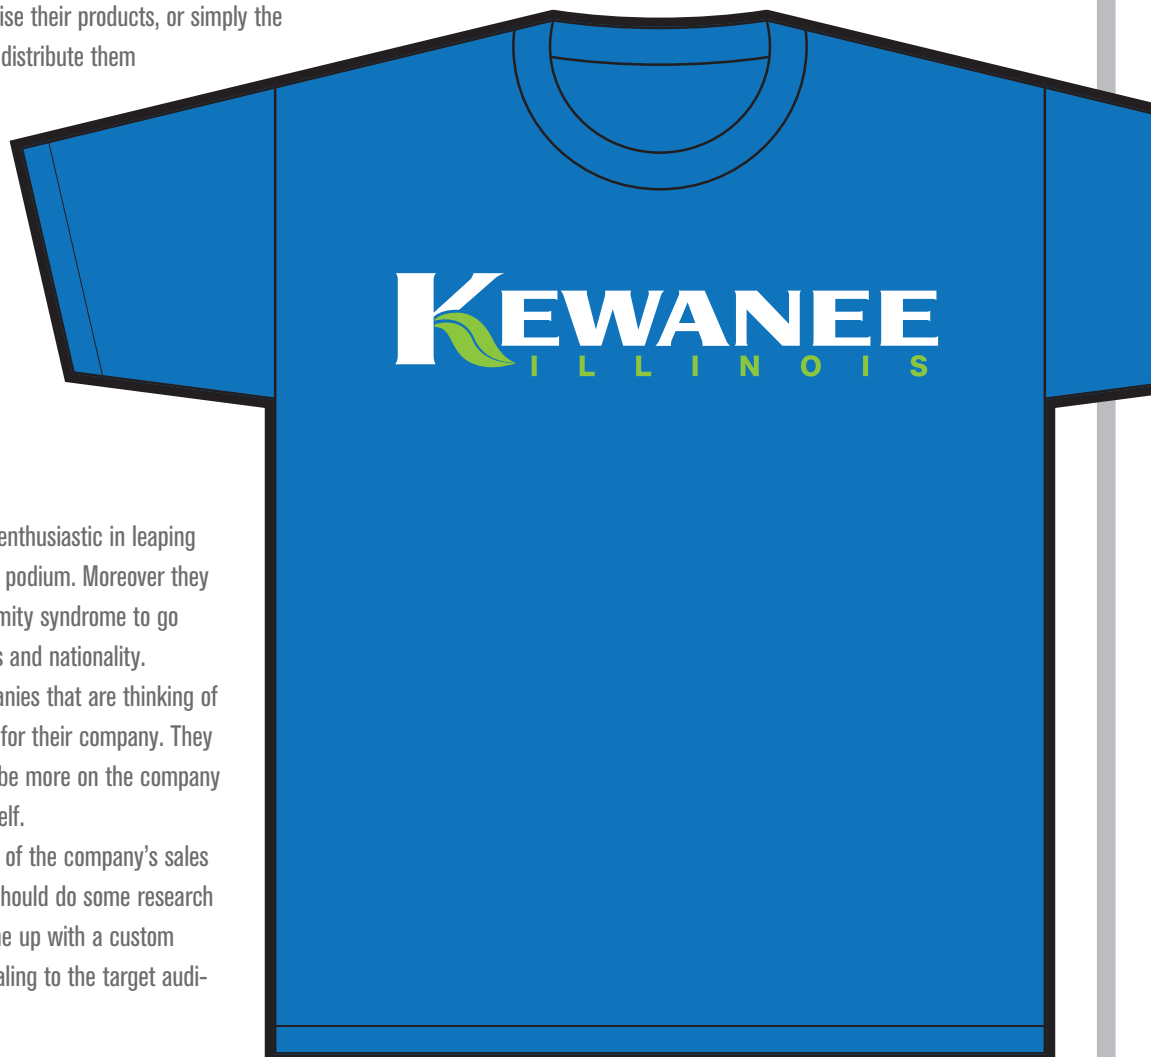 ise their products, or simply the
distribute them
KEWANEE
ILLINOIS
enthusiastic in leaping
podium. Moreover they
mity syndrome to go
s and nationality.
anies that are thinking of
for their company. They
be more on the company
elf.
of the company’s sales
should do some research
ne up with a custom
aling to the target audi-